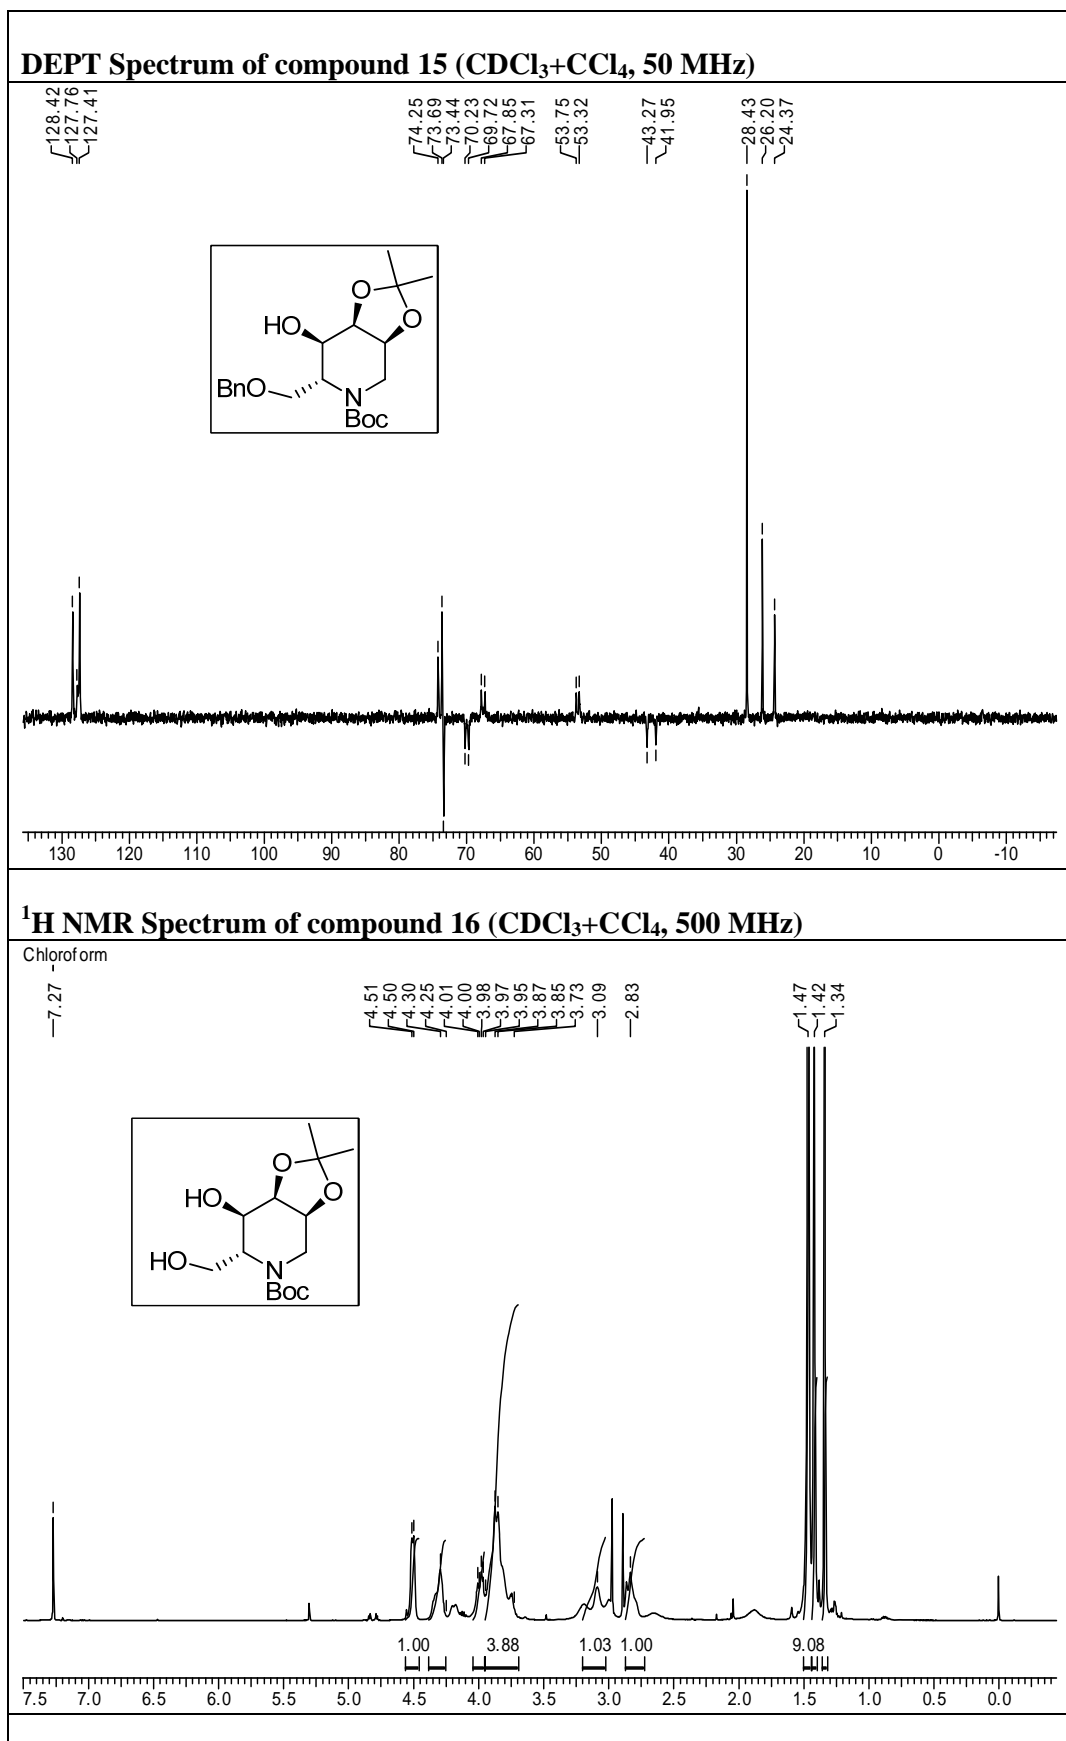 DEPT Spectrum of compound 15 (CDCl3+CCl4, 50 MHz)
128.42
127.76
127.41
74.25
73.69
73.44
70.23
69.72
67.85
67.31
53.75
53.32
43.27
41.95
28.43
26.20
24.37
O
HO
O
BnO
N
Boc
130 120 110 100 90 80 70 60 50 40 30 20 10 0 -10
1H NMR Spectrum of compound 16 (CDCl3+CCl4, 500 MHz)
Chloroform
7.27
4.51
4.50
4.30
4.25
4.01
4.00
3.98
3.97
3.95
3.87
3.85
3.73
3.09
2.83
1.47
1.42
1.34
O
HO
O
HO
N
Boc
1.00 3.88 1.03 1.00 9.08
7.5 7.0 6.5 6.0 5.5 5.0 4.5 4.0 3.5 3.0 2.5 2.0 1.5 1.0 0.5 0.0